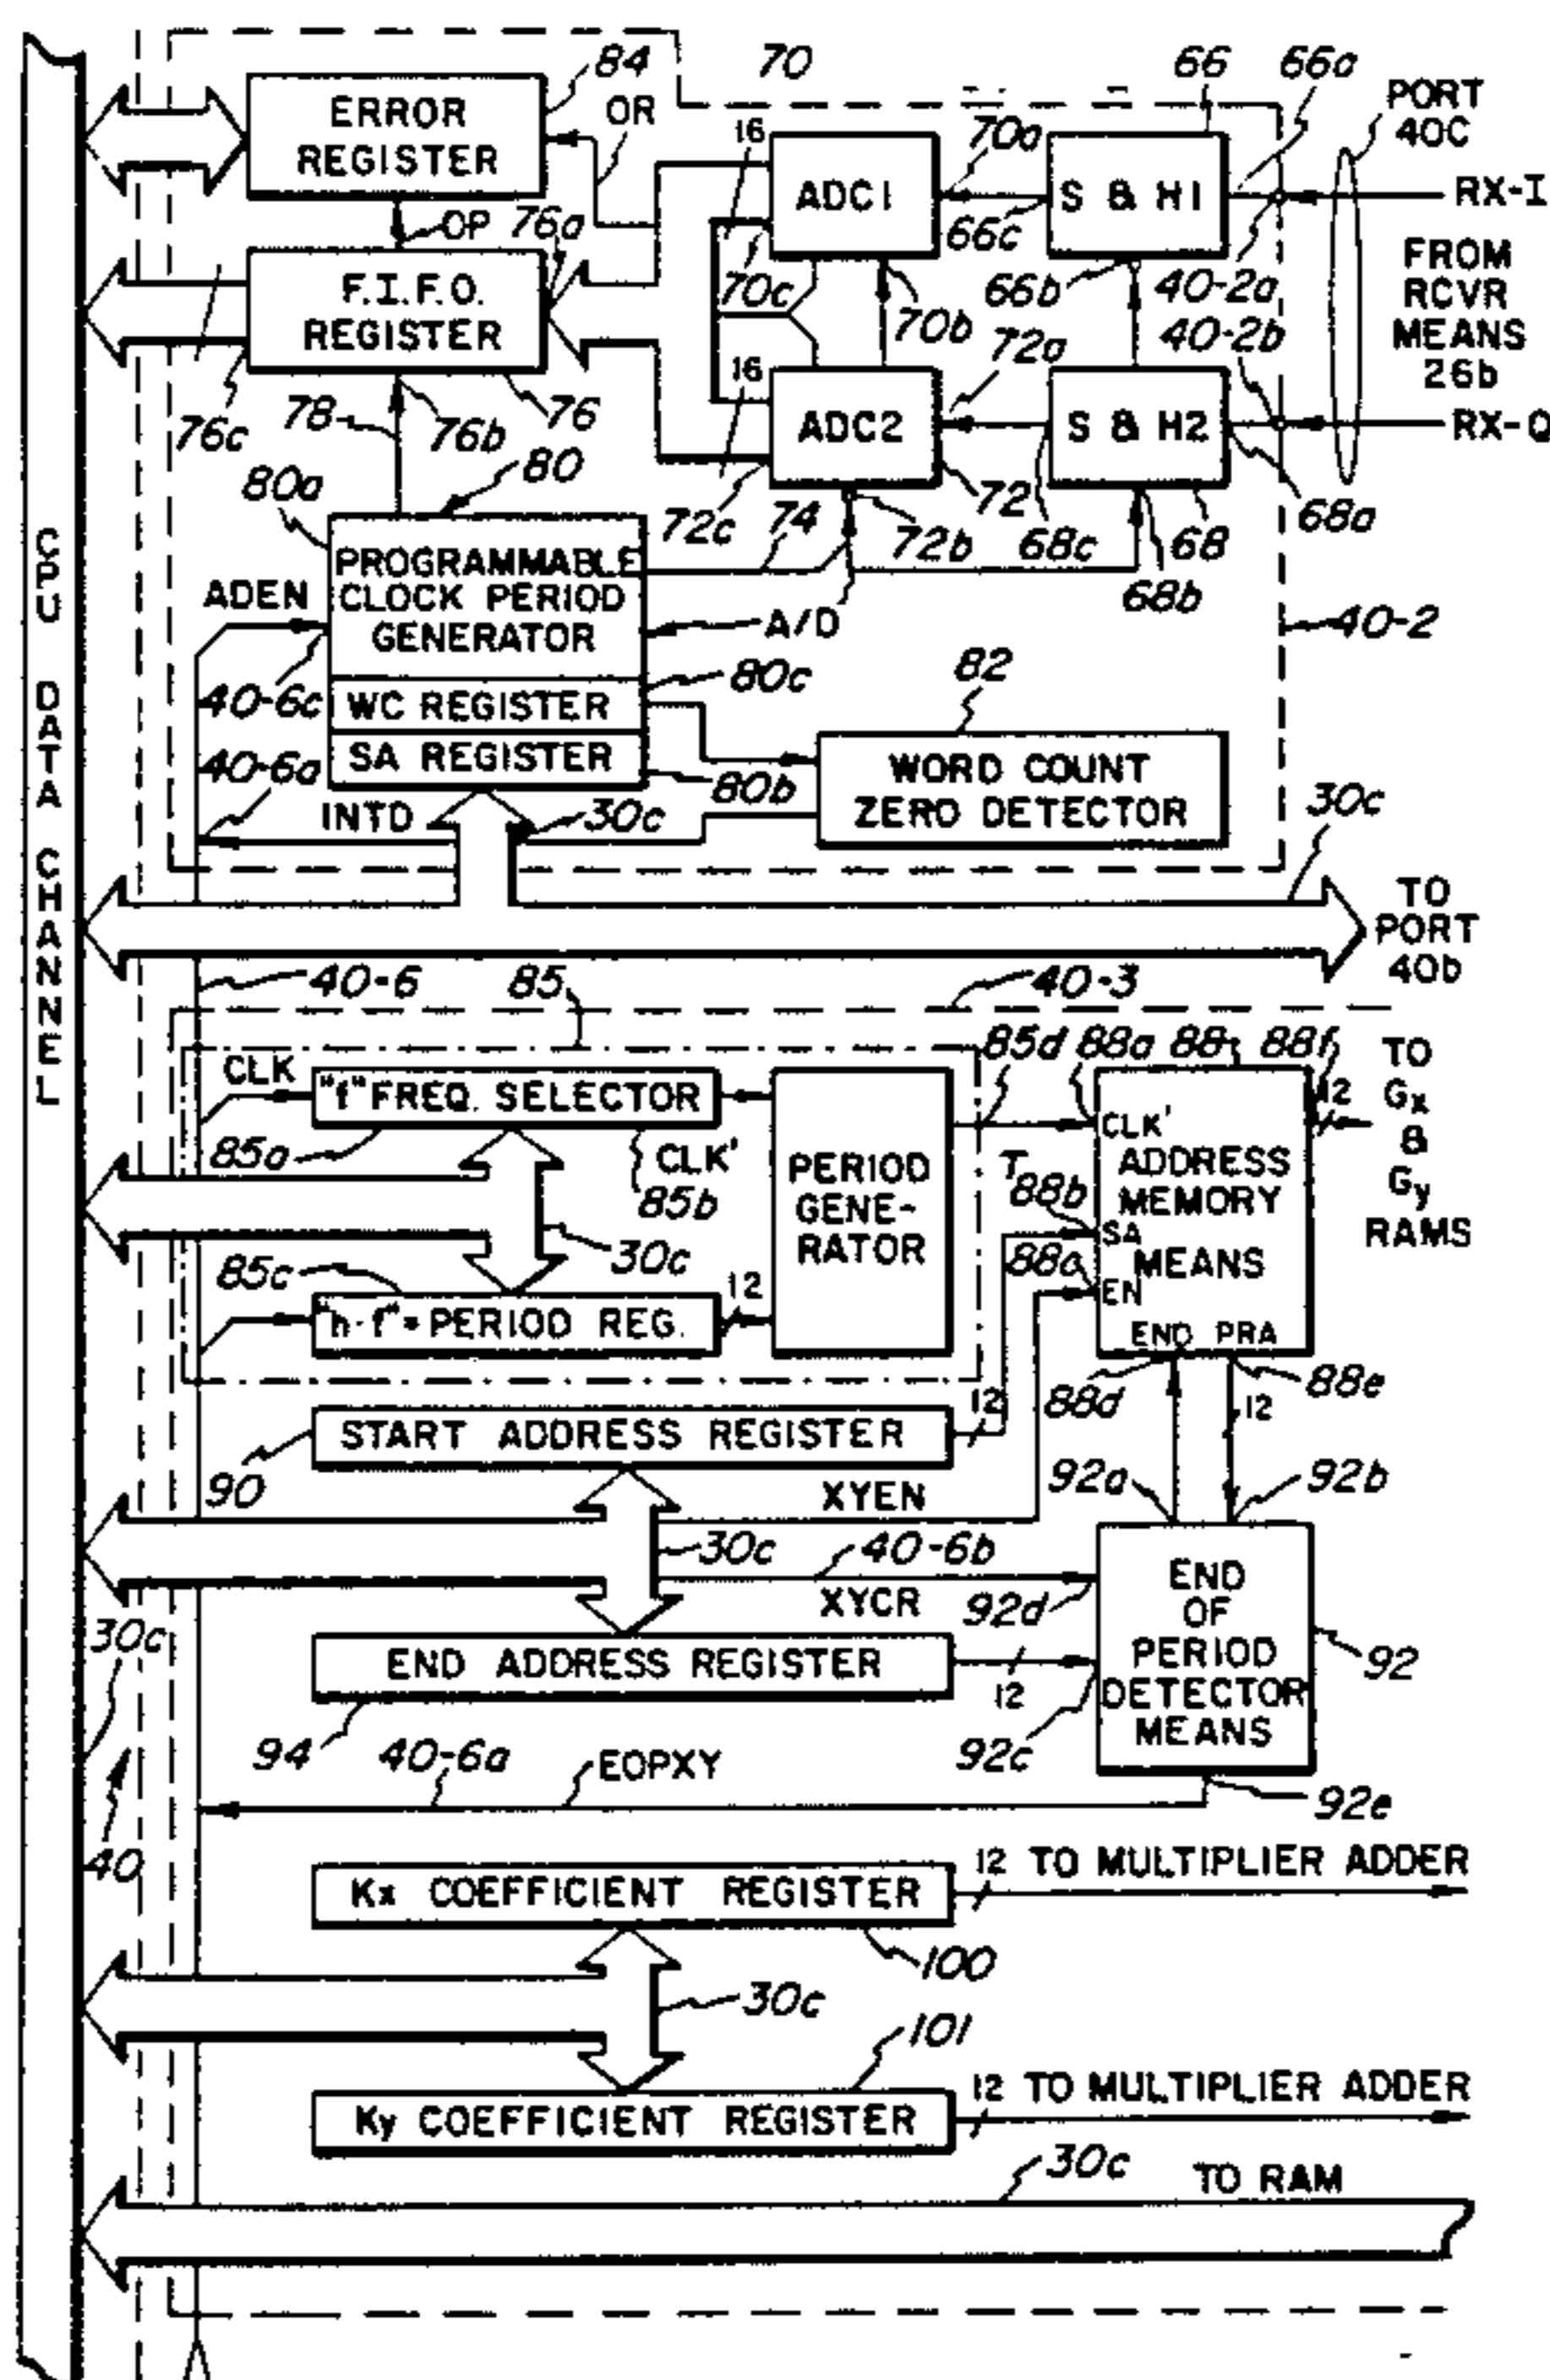 84
70
66
66a
PORT
40C
ERROR
REGISTER
OR
16
ADC1
70a
S & H1
RX-I
66c
OP
76a
70c
70b
66b
40-2a
FROM
RCVR
MEANS
26b
F.I.F.O.
REGISTER
72a
40-2b
16
ADC2
S & H2
RX-Q
76c
78
76b
76
80
80a
72c
74
72b
72
68c
68
68a
68b
PROGRAMMABLE
CLOCK PERIOD
GENERATOR
ADEN
A/D
40-2
40-6c
80c
82
WC REGISTER
SA REGISTER
40-6a
80b
WORD COUNT
ZERO DETECTOR
INTD
30c
30c
CPU DATA CHANNEL
TO
PORT
40b
40-6
85
40-3
CLK
"f" FREQ. SELECTOR
85d
88a
88
88f
TO
Gx
&
Gy
RAMS
12
85a
CLK'
85b
PERIOD
GENE-
RATOR
CLK'
ADDRESS
MEMORY
MEANS
T
88b
SA
30c
88a
EN
85c
"h·f"=PERIOD REG.
12
END
PRA
88d
88e
12
START ADDRESS REGISTER
12
90
XYEN
92a
92b
30c
40-6b
XYCR
92d
END
OF
PERIOD
DETECTOR
MEANS
92
30c
END ADDRESS REGISTER
12
92c
94
40-6a
EOPXY
92e
40
Kx COEFFICIENT REGISTER
12
TO MULTIPLIER ADDER
100
30c
101
Ky COEFFICIENT REGISTER
12
TO MULTIPLIER ADDER
30c
TO RAM